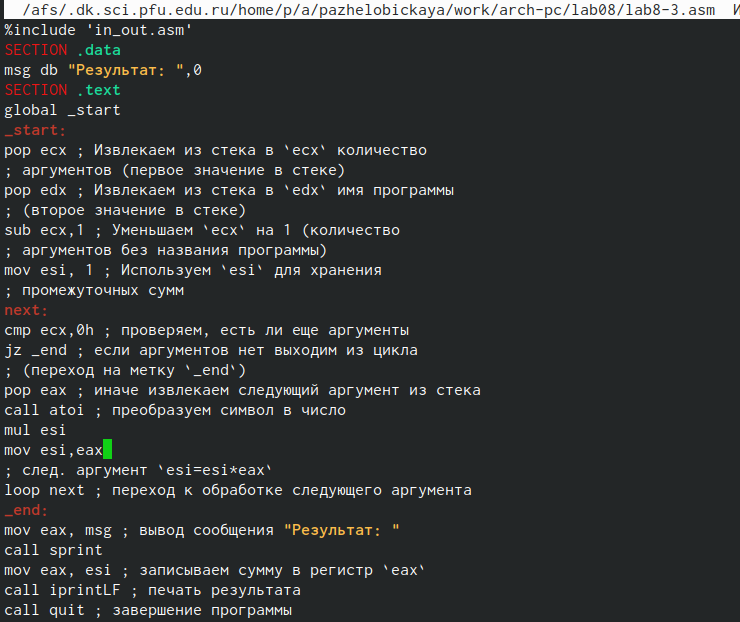 /afs/.dk.sci.pfu.edu.ru/home/p/a/pazhelobickaya/work/arch-pc/lab08/lab8-3.asm
%include 'in_out.asm'
SECTION .data
msg db "Результат: ",0
SECTION .text
global _start
_start:
pop ecx ; Извлекаем из стека в `ecx` количество
; аргументов (первое значение в стеке)
pop edx ; Извлекаем из стека в `edx` имя программы
; (второе значение в стеке)
sub ecx,1 ; Уменьшаем `ecx` на 1 (количество
; аргументов без названия программы)
mov esi, 1 ; Используем `esi` для хранения
; промежуточных сумм
next:
cmp ecx,0h ; проверяем, есть ли еще аргументы
jz _end ; если аргументов нет выходим из цикла
; (переход на метку `_end`)
pop eax ; иначе извлекаем следующий аргумент из стека
call atoi ; преобразуем символ в число
mul esi
mov esi,eax
; след. аргумент `esi=esi*eax`
loop next ; переход к обработке следующего аргумента
_end:
mov eax, msg ; вывод сообщения "Результат: "
call sprint
mov eax, esi ; записываем сумму в регистр `eax`
call iprintLF ; печать результата
call quit ; завершение программы